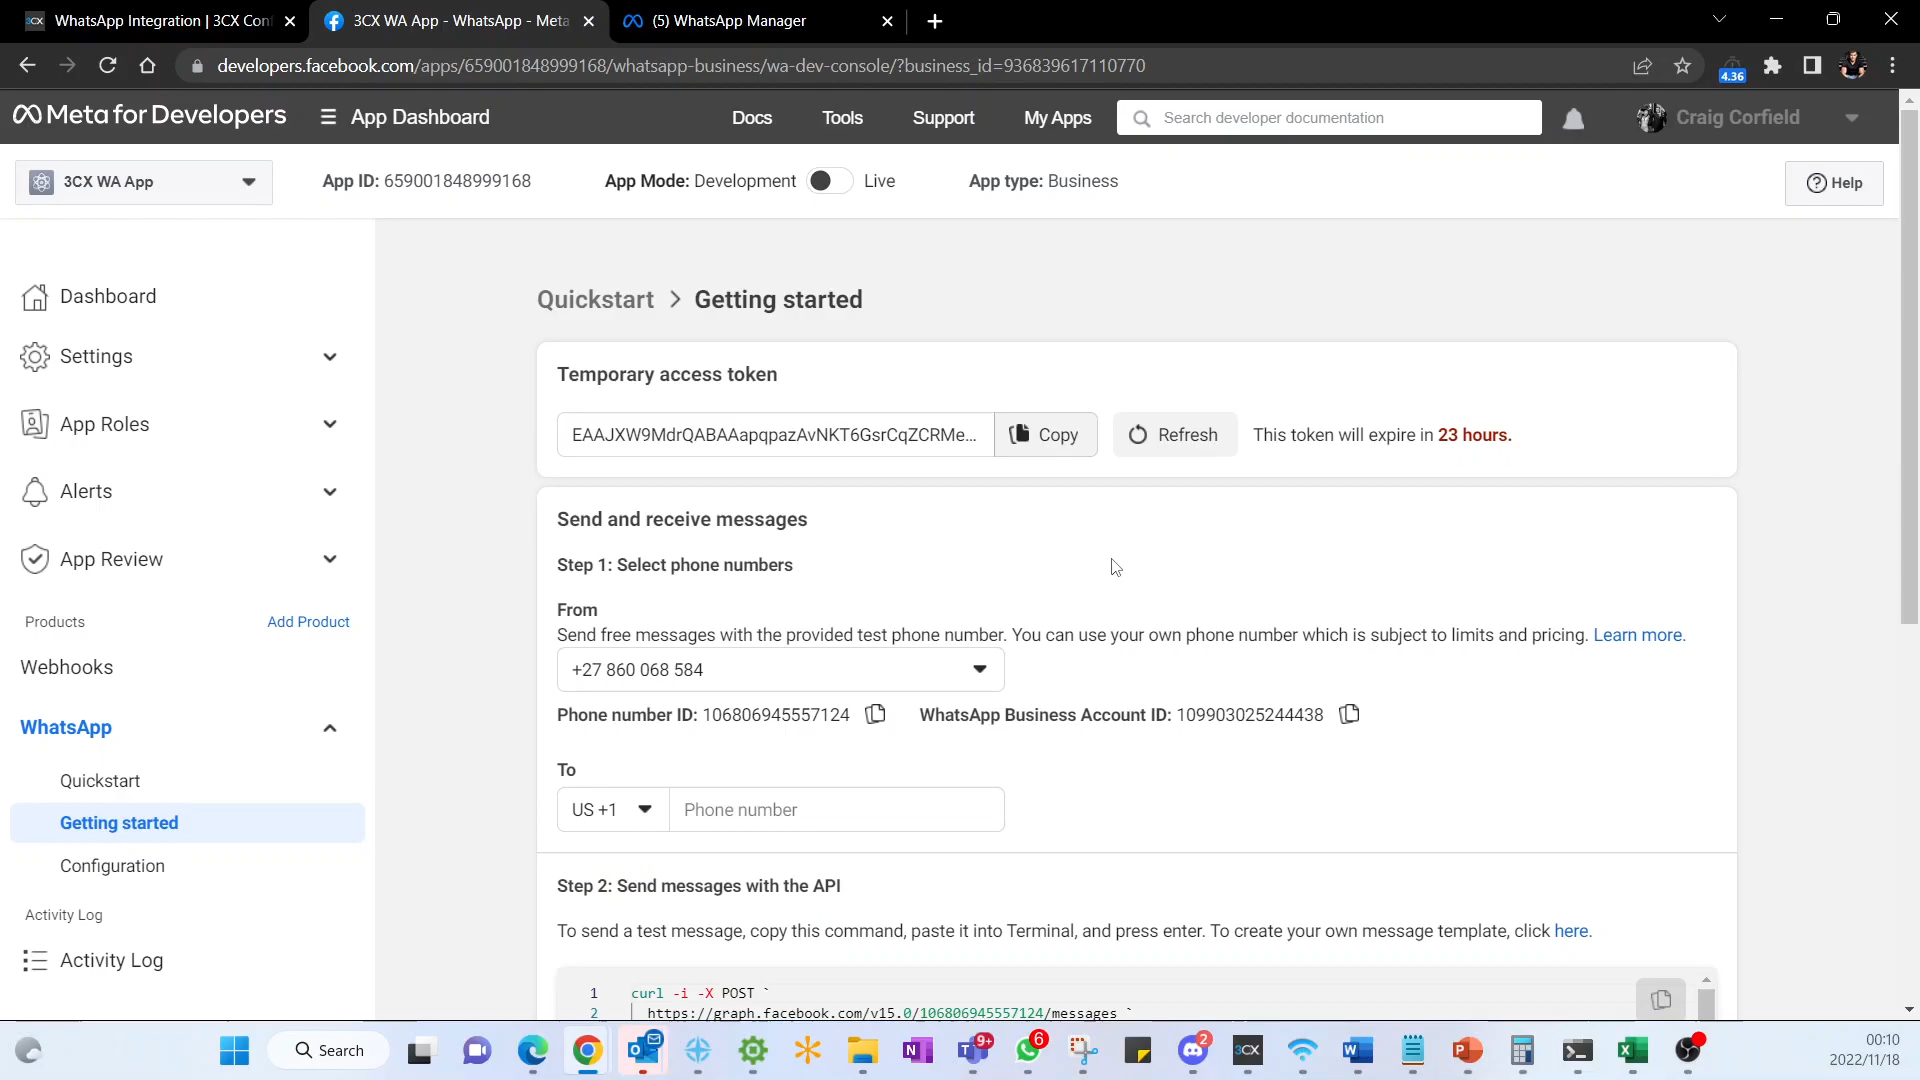 WhatsApp Integration | 3CX Con
3CX WA App - WhatsApp - Meta
(5) WhatsApp Manager
developers.facebook.com/apps/659001848999168/whatsapp-business/wa-dev-console/?business_id=936839617110770
4.36
Meta for Developers
App Dashboard
Docs
Tools
Support
My Apps
Search developer documentation
Craig Corfield
3CX WA App
App ID: 659001848999168
App Mode: Development
Live
App type: Business
Help
Dashboard
Settings
App Roles
Alerts
App Review
Products
Add Product
Webhooks
WhatsApp
Quickstart
Getting started
Configuration
Activity Log
Activity Log
Quickstart > Getting started
Temporary access token
EAAJXW9MdrQABAAapqpazAvNKT6GsrCqZCRMe...
Copy
Refresh
This token will expire in 23 hours.
Send and receive messages
Step 1: Select phone numbers
From
Send free messages with the provided test phone number. You can use your own phone number which is subject to limits and pricing. Learn more.
+27 860 068 584
Phone number ID: 106806945557124
WhatsApp Business Account ID: 109903025244438
To
US +1
Phone number
Step 2: Send messages with the API
To send a test message, copy this command, paste it into Terminal, and press enter. To create your own message template, click here.
1 curl -i -X POST `
2 https://graph.facebook.com/v15.0/106806945557124/messages `
Search
9+
6
2
3CX
00:10
2022/11/18